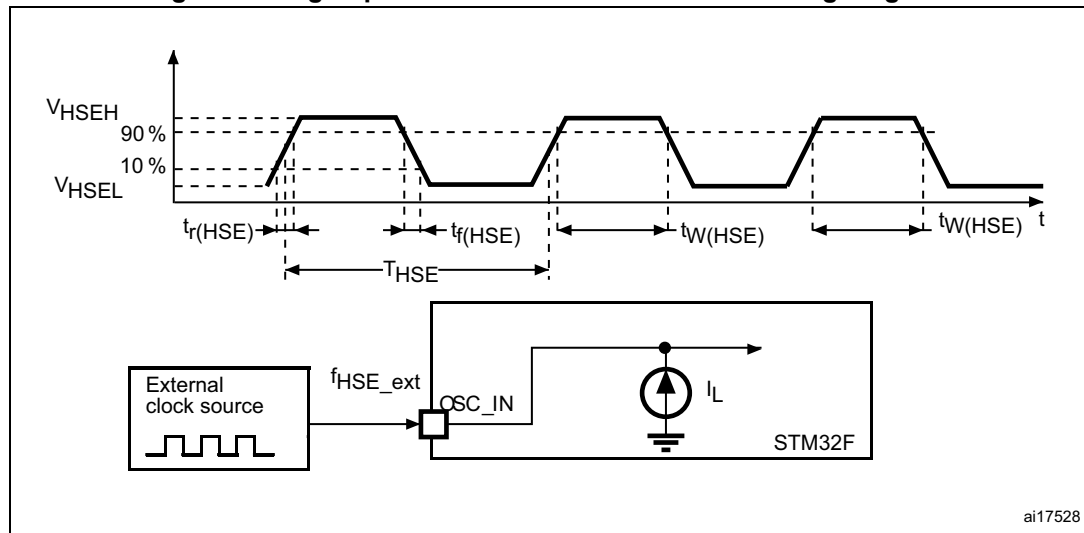 VHSEH
90 %
10 %
VHSEL
tr(HSE)
tf(HSE)
tW(HSE)
tW(HSE)
t
THSE
External
clock source
fHSE_ext
OSC_IN
IL
STM32F
ai17528